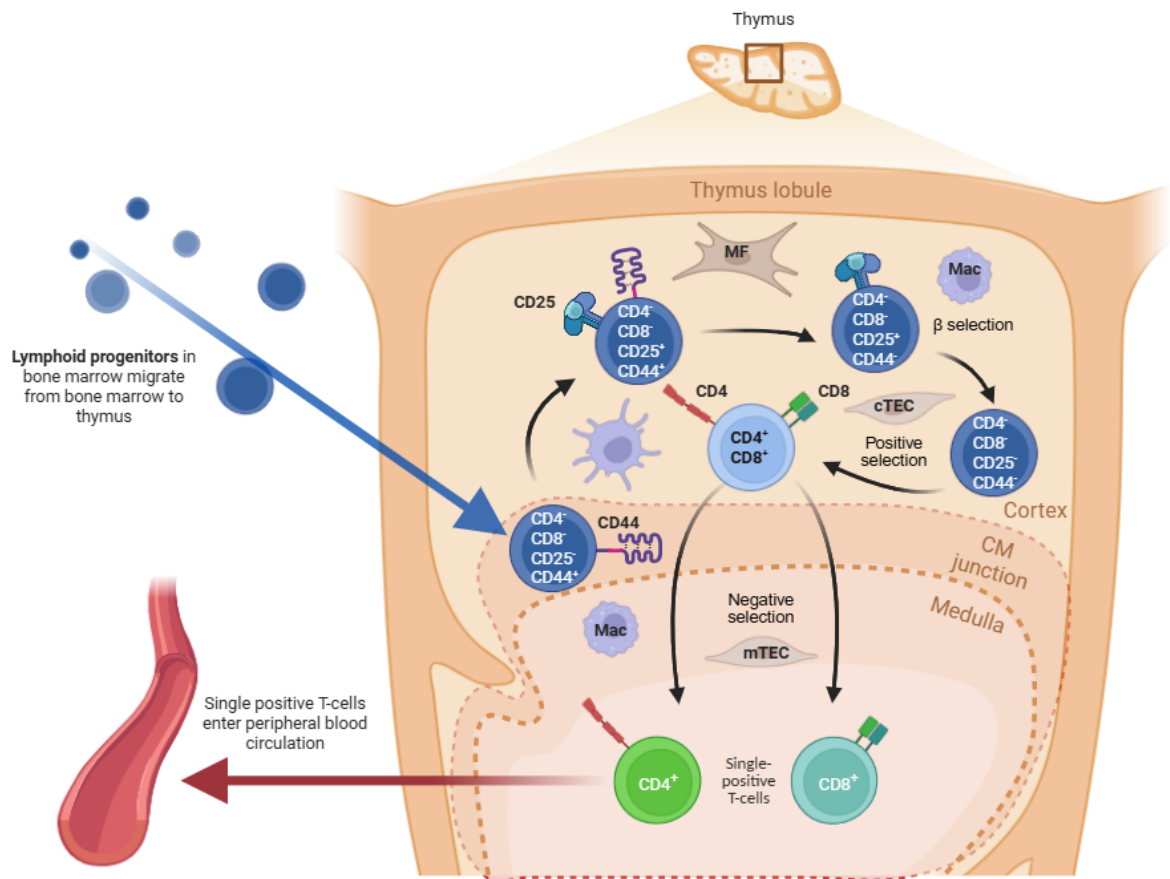 Thymus
Thymus lobule
MF
Mac
CD25
CD4⁻
CD8⁻
CD25⁺
CD44⁺
CD4⁻
CD8⁻
CD25⁺
CD44⁻
β selection
Lymphoid progenitors in
bone marrow migrate
from bone marrow to
thymus
CD4
CD8
cTEC
CD4⁺
CD8⁺
Positive
selection
CD4⁻
CD8⁻
CD25⁻
CD44⁻
Cortex
CD4⁻
CD8⁻
CD25⁻
CD44⁺
CD44
CM
junction
Medulla
Mac
Negative
selection
mTEC
Single positive T-cells
enter peripheral blood
circulation
CD4⁺
Single-
positive
T-cells
CD8⁺